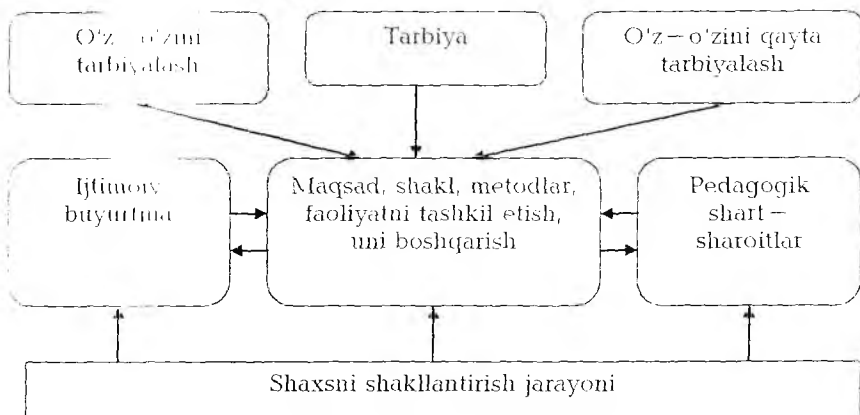 O‘z – o‘zini
tarbiyalash
Tarbiya
O‘z – o‘zini qayta
tarbiyalash
Ijtimoiy
buyurtma
Maqsad, shakl, metodlar,
faoliyatni tashkil etish,
uni boshqarish
Pedagogik
shart –
sharoitlar
Shaxsni shakllantirish jarayoni